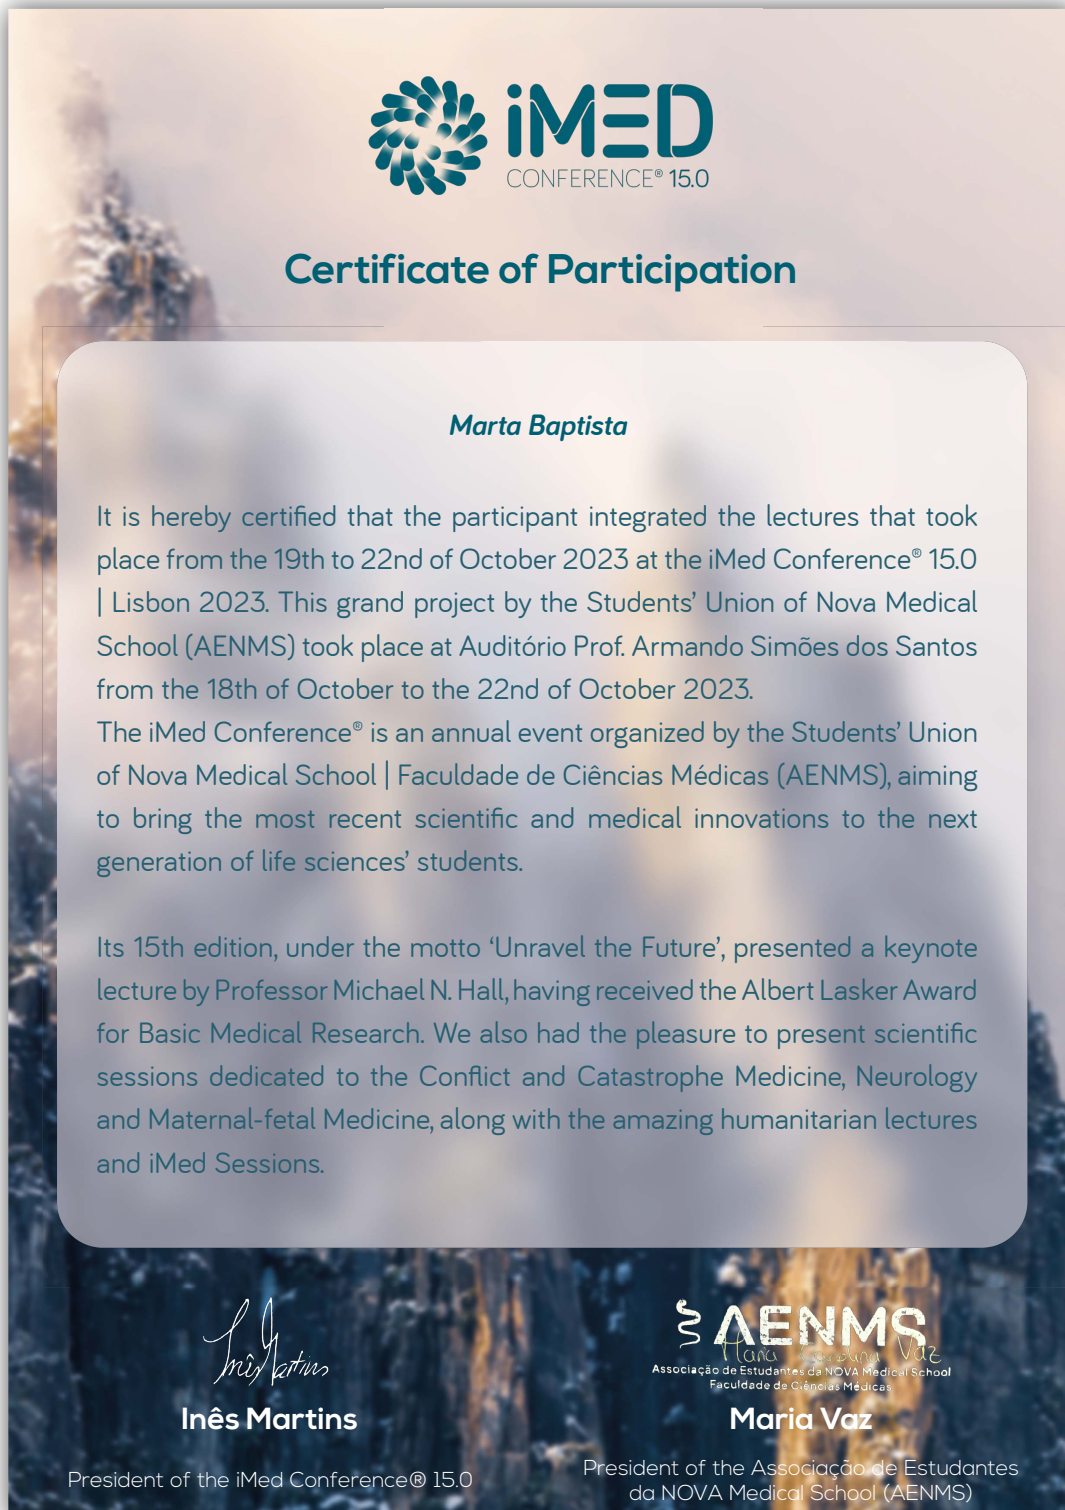 iMED
CONFERENCE® 15.0
Certificate of Participation
Marta Baptista
It is hereby certified that the participant integrated the lectures that took
place from the 19th to 22nd of October 2023 at the iMed Conference® 15.0
| Lisbon 2023. This grand project by the Students’ Union of Nova Medical
School (AENMS) took place at Auditório Prof. Armando Simões dos Santos
from the 18th of October to the 22nd of October 2023.
The iMed Conference® is an annual event organized by the Students’ Union
of Nova Medical School | Faculdade de Ciências Médicas (AENMS), aiming
to bring the most recent scientific and medical innovations to the next
generation of life sciences’ students.
Its 15th edition, under the motto ‘Unravel the Future’, presented a keynote
lecture by Professor Michael N. Hall, having received the Albert Lasker Award
for Basic Medical Research. We also had the pleasure to present scientific
sessions dedicated to the Conflict and Catastrophe Medicine, Neurology
and Maternal-fetal Medicine, along with the amazing humanitarian lectures
and iMed Sessions.
Inês Martins
Inês Martins
President of the iMed Conference® 15.0
AENMS
Maria Carolina Vaz
Associação de Estudantes da NOVA Medical School
Faculdade de Ciências Médicas
Maria Vaz
President of the Associação de Estudantes
da NOVA Medical School (AENMS)